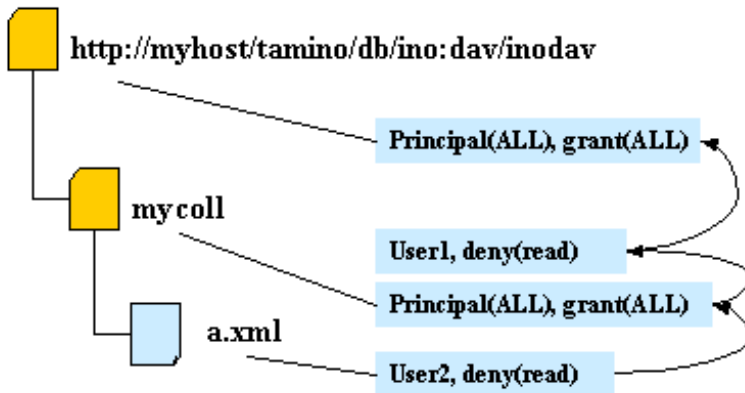 http://myhost/tamino/db/ino:dav/inodav
Principal(ALL), grant(ALL)
mycoll
User1, deny(read)
Principal(ALL), grant(ALL)
a.xml
User2, deny(read)